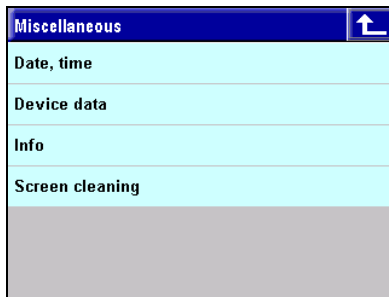 Miscellaneous
Date, time
Device data
Info
Screen cleaning